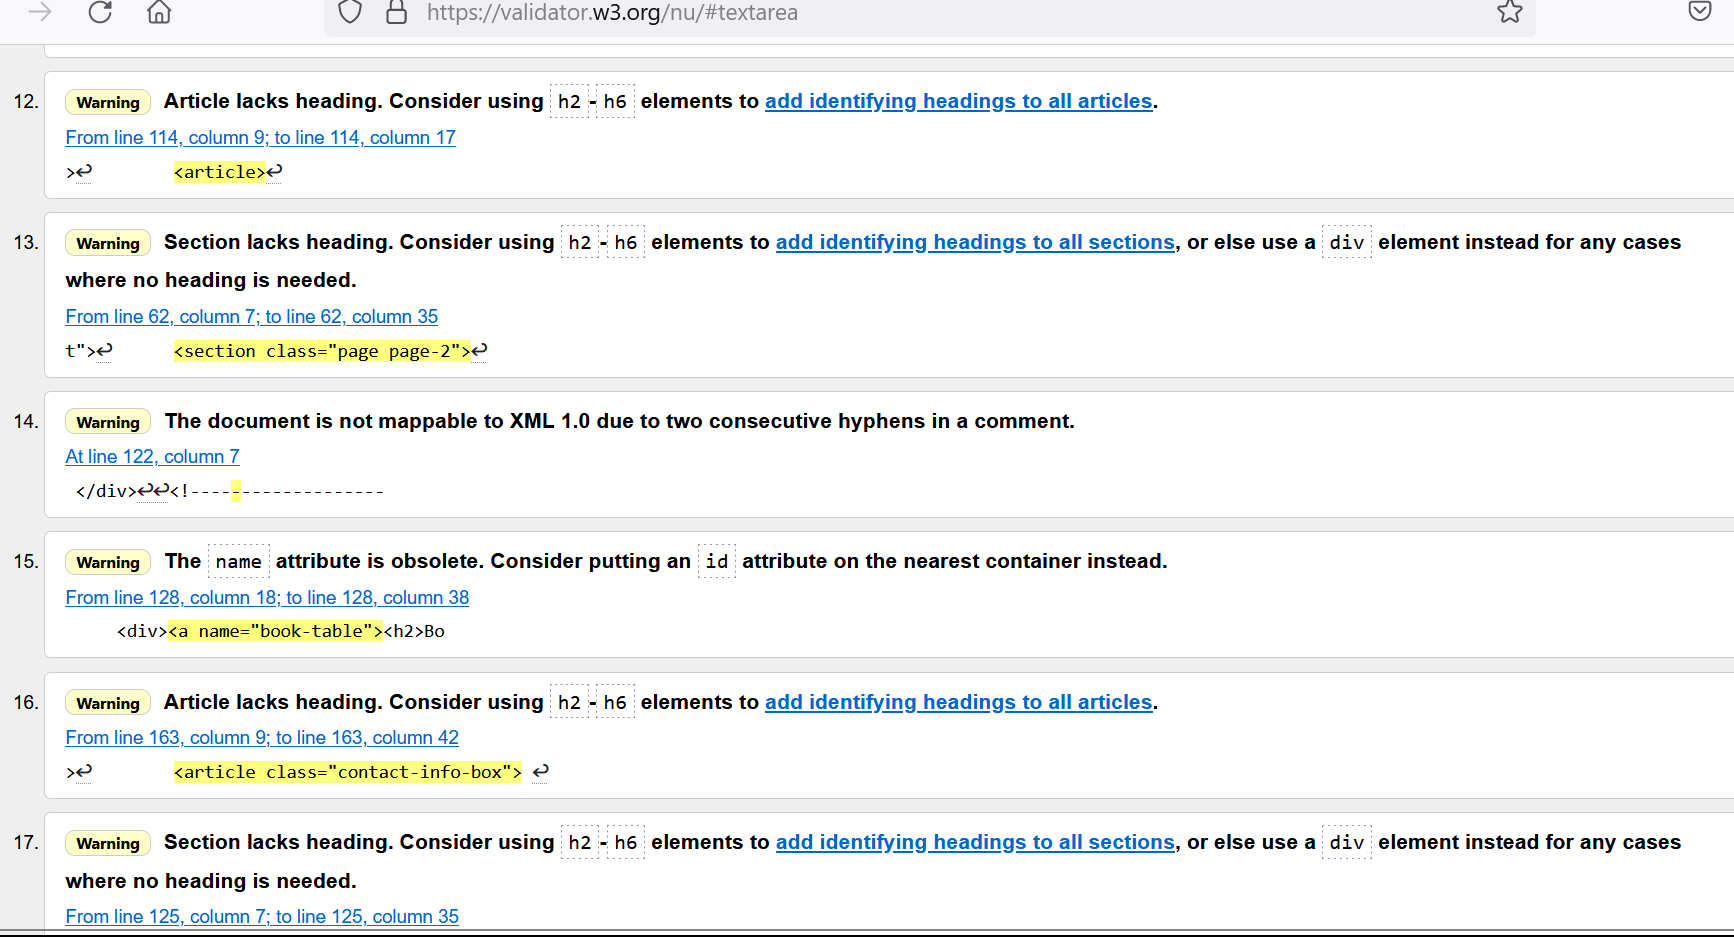 https://validator.w3.org/nu/#textarea
12. Warning Article lacks heading. Consider using h2-h6 elements to add identifying headings to all articles.
From line 114, column 9; to line 114, column 17
>↩ <article>↩
13. Warning Section lacks heading. Consider using h2-h6 elements to add identifying headings to all sections, or else use a div element instead for any cases
where no heading is needed.
From line 62, column 7; to line 62, column 35
t">↩ <section class="page page-2">↩
14. Warning The document is not mappable to XML 1.0 due to two consecutive hyphens in a comment.
At line 122, column 7
</div>↩↩<!-------------------
15. Warning The name attribute is obsolete. Consider putting an id attribute on the nearest container instead.
From line 128, column 18; to line 128, column 38
<div><a name="book-table"><h2>Bo
16. Warning Article lacks heading. Consider using h2-h6 elements to add identifying headings to all articles.
From line 163, column 9; to line 163, column 42
>↩ <article class="contact-info-box"> ↩
17. Warning Section lacks heading. Consider using h2-h6 elements to add identifying headings to all sections, or else use a div element instead for any cases
where no heading is needed.
From line 125, column 7; to line 125, column 35